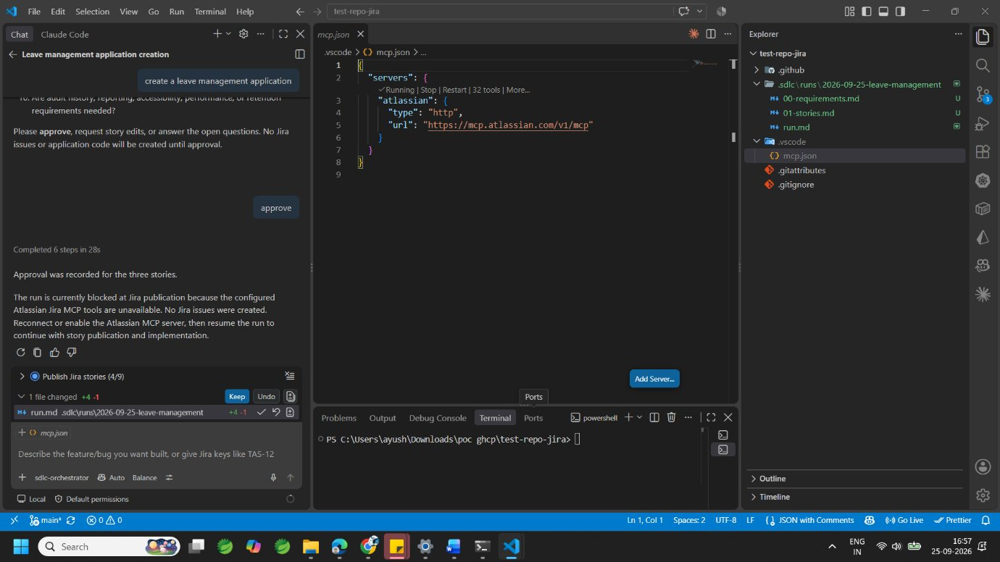 File Edit Selection View Go Run Terminal Help
test-repo-jira
Chat Claude Code
Leave management application creation
create a leave management application
10. Are audit history, reporting, accessibility, performance, or retention
requirements needed?
Please approve, request story edits, or answer the open questions. No Jira
issues or application code will be created until approval.
approve
Completed 6 steps in 28s
Approval was recorded for the three stories.
The run is currently blocked at Jira publication because the configured
Atlassian Jira MCP tools are unavailable. No Jira issues were created.
Reconnect or enable the Atlassian MCP server, then resume the run to
continue with story publication and implementation.
Publish Jira stories (4/9)
1 file changed +4 -1
Keep Undo
run.md .sdlc\runs\2026-09-25-leave-management +4 -1
mcp.json
Describe the feature/bug you want built, or give Jira keys like TAS-12
sdlc-orchestrator Auto Balance
Local Default permissions
mcp.json
.vscode > {} mcp.json > ...
1 {
2 "servers": {
Running | Stop | Restart | 32 tools | More...
3 "atlassian": {
4 "type": "http",
5 "url": "https://mcp.atlassian.com/v1/mcp"
6 }
7 }
8 }
9
Add Server...
Ports
Problems Output Debug Console Terminal Ports
powershell
PS C:\Users\ayush\Downloads\poc ghcp\test-repo-jira>
Explorer
test-repo-jira
.github
.sdlc\runs\2026-09-25-leave-management
00-requirements.md U
01-stories.md U
run.md
.vscode
{} mcp.json
.gitattributes
.gitignore
3
Outline
Timeline
main* 0 0
Ln 1, Col 1 Spaces: 2 UTF-8 LF {} JSON with Comments Go Live Prettier
Search
ENG
IN
16:57
25-09-2026